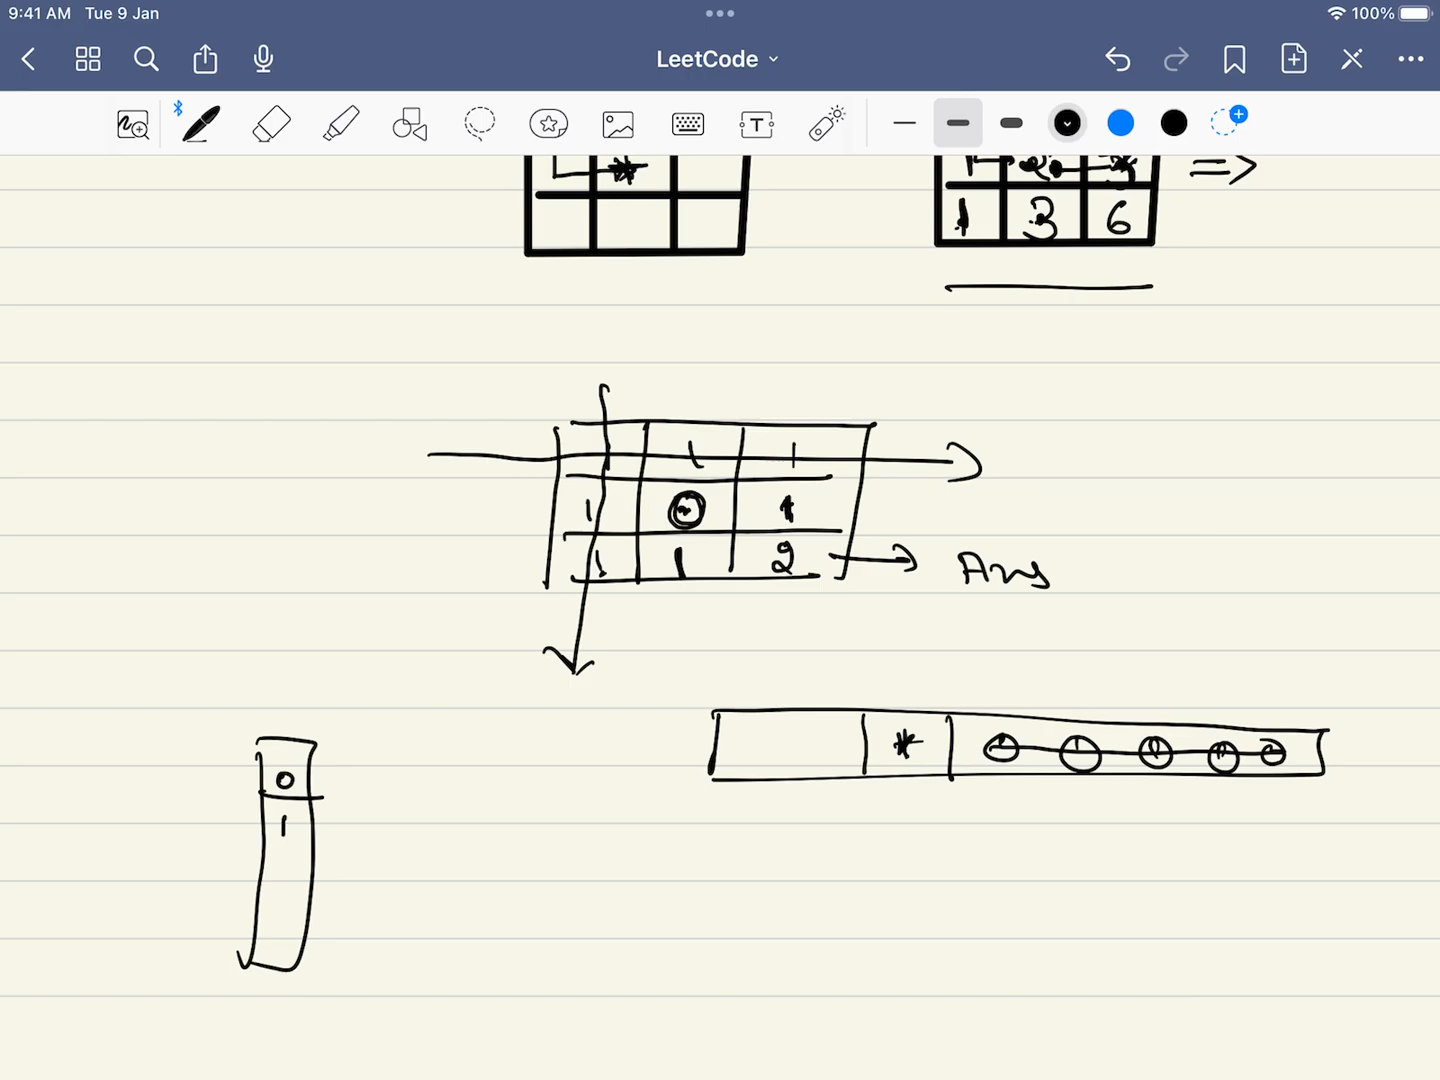 9:41 AM Tue 9 Jan 100%
LeetCode
T
* =>
1 3 6
1 1
1 0 1
1 1 2 Ans
*
0
1